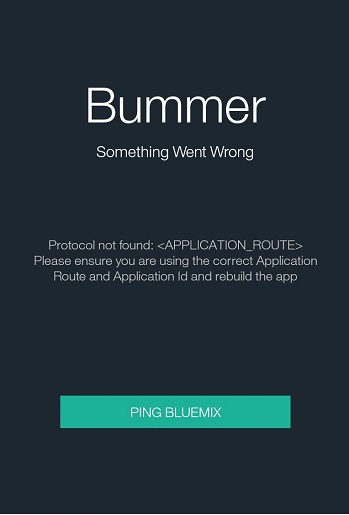 Bummer
Something Went Wrong
Protocol not found: <APPLICATION_ROUTE>
Please ensure you are using the correct Application
Route and Application Id and rebuild the app
PING BLUEMIX